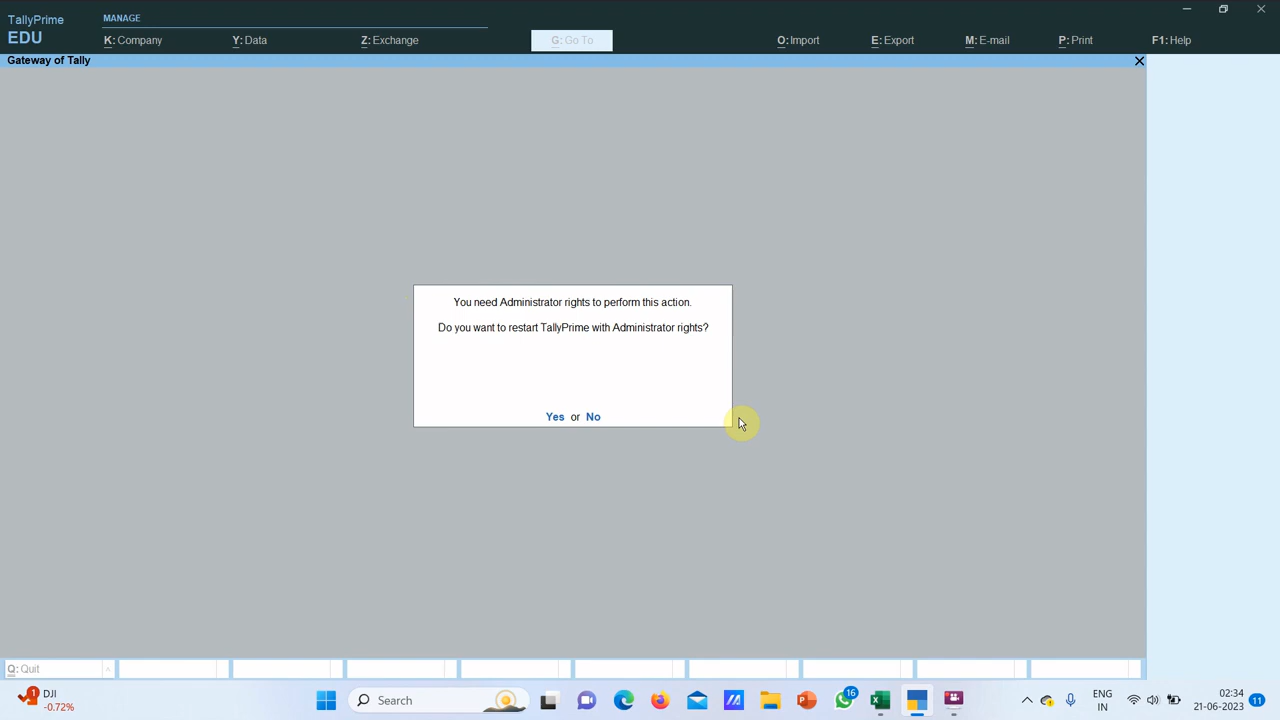 TallyPrime
EDU
MANAGE
K: Company
Y: Data
Z: Exchange
G: Go To
O: Import
E: Export
M: E-mail
P: Print
F1: Help
Gateway of Tally
You need Administrator rights to perform this action.
Do you want to restart TallyPrime with Administrator rights?
Yes or No
Q: Quit
1
DJI
-0.72%
Search
16
ENG
IN
02:34
21-06-2023
11